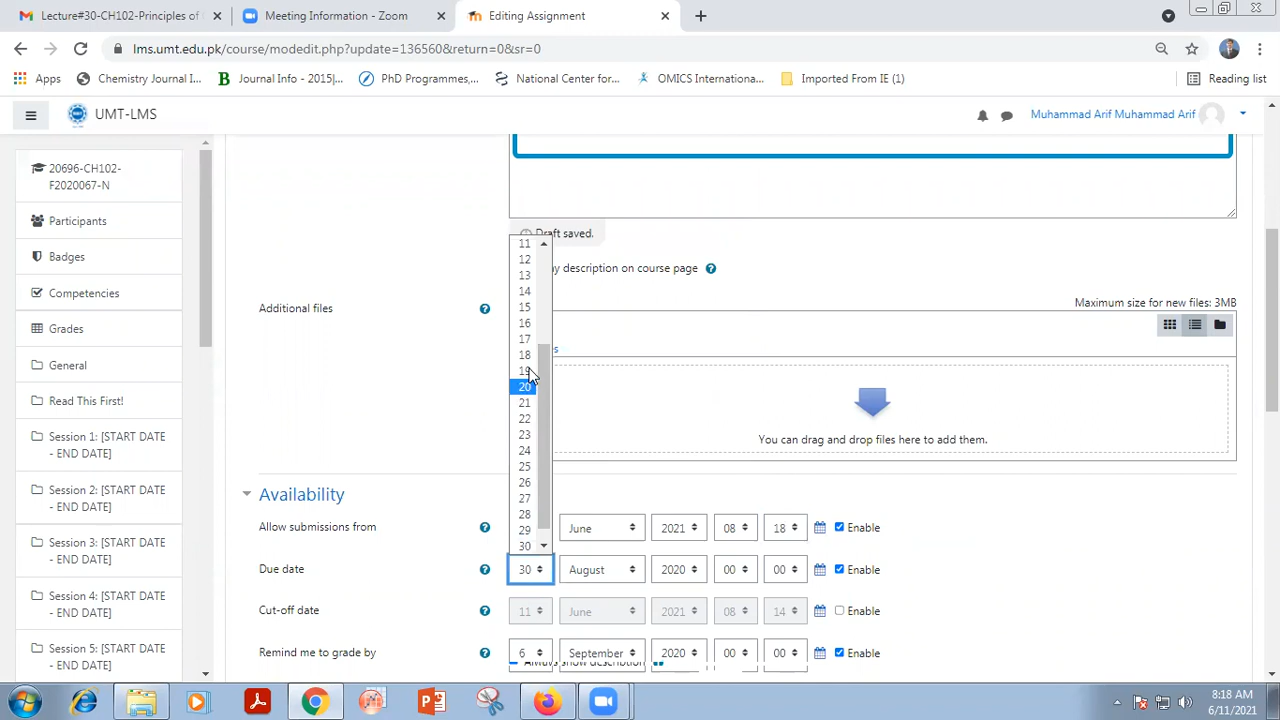 Lecture#30-CH102-Principles of
Meeting Information - Zoom
Editing Assignment
lms.umt.edu.pk/course/modedit.php?update=136560&return=0&sr=0
Apps
Chemistry Journal I...
Journal Info - 2015|...
PhD Programmes,...
National Center for...
OMICS Internationa...
Imported From IE (1)
Reading list
UMT-LMS
Muhammad Arif Muhammad Arif
20696-CH102-
F2020067-N
Participants
Badges
Competencies
Grades
General
Read This First!
Session 1: [START DATE
- END DATE]
Session 2: [START DATE
- END DATE]
Session 3: [START DATE
- END DATE]
Session 4: [START DATE
- END DATE]
Session 5: [START DATE
Draft saved.
description on course page
Additional files
Maximum size for new files: 3MB
You can drag and drop files here to add them.
11
12
13
14
15
16
17
18
19
20
21
22
23
24
25
26
27
28
29
30
Availability
Allow submissions from
June 2021 08 18 Enable
Due date
30 August 2020 00 00 Enable
Cut-off date
11 June 2021 08 14 Enable
Remind me to grade by
6 September 2020 00 00 Enable
Always show description
8:18 AM
6/11/2021